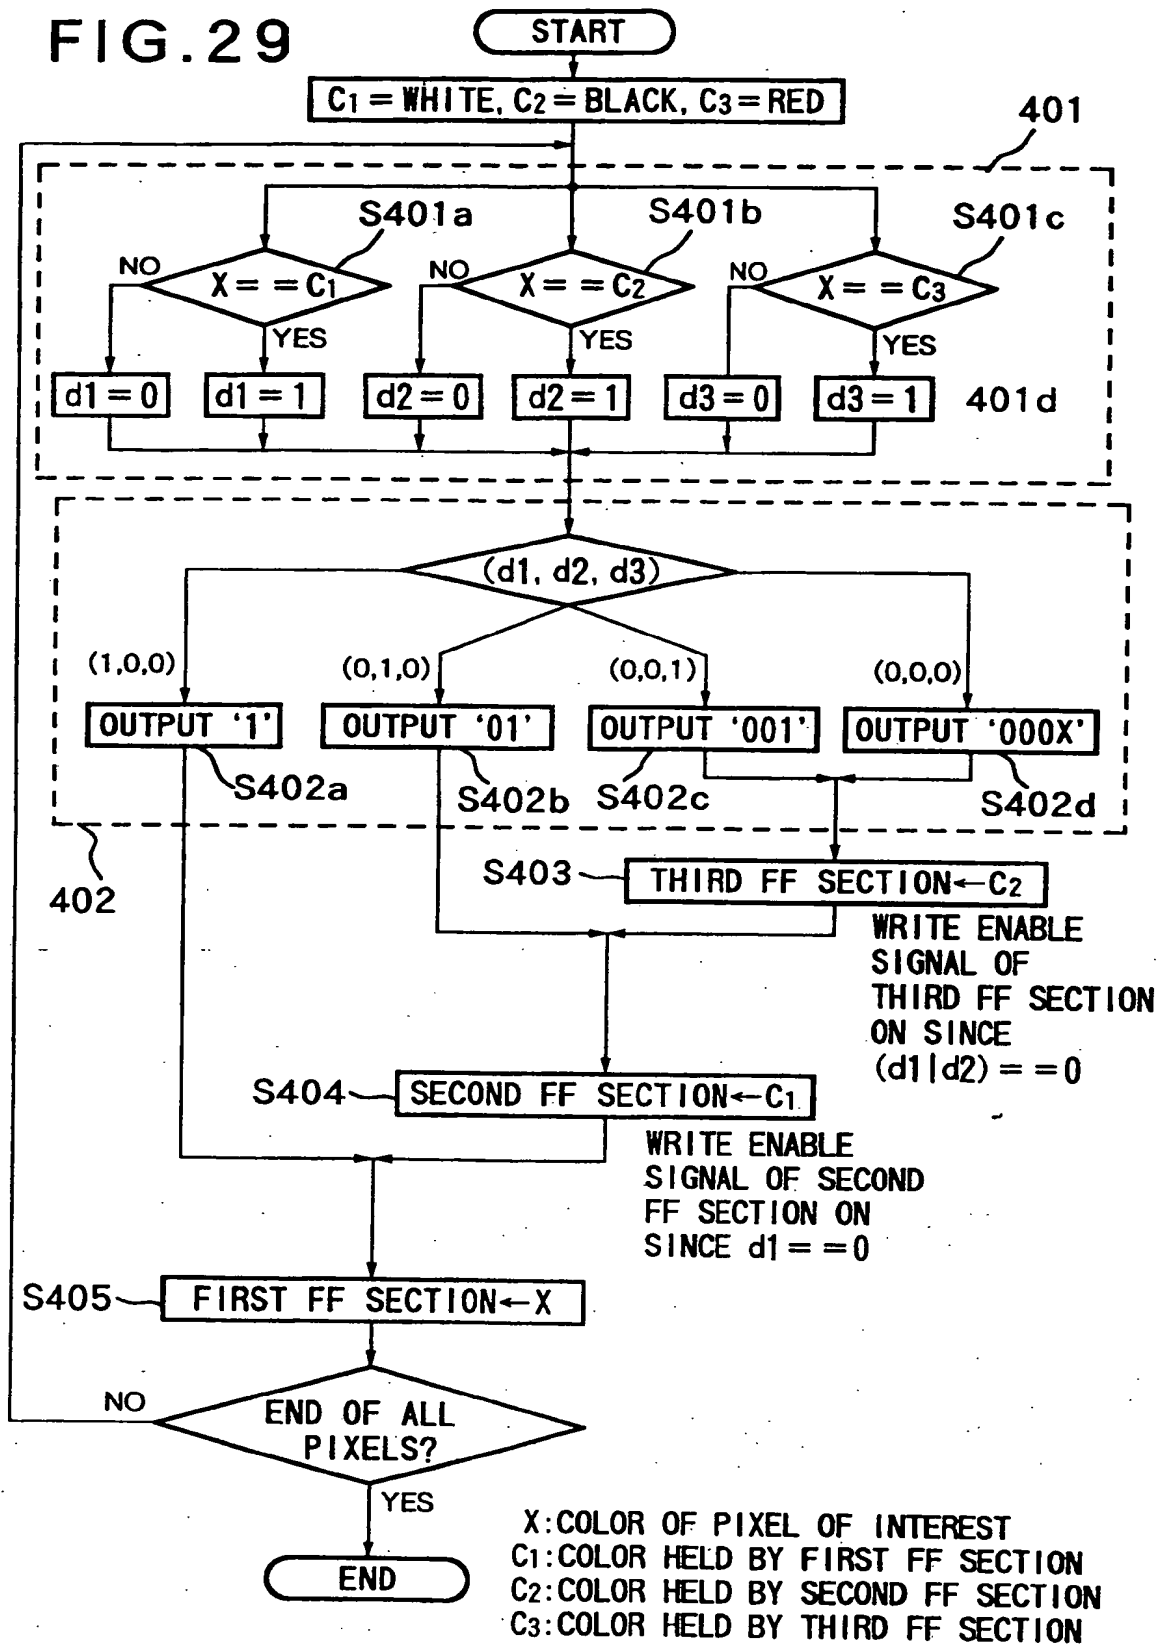 FIG.29
START
C1=WHITE, C2=BLACK, C3=RED
401
S401a
S401b
S401c
NO
X==C1
NO
X==C2
NO
X==C3
YES
YES
YES
d1=0
d1=1
d2=0
d2=1
d3=0
d3=1
401d
(d1, d2, d3)
(1,0,0)
(0,1,0)
(0,0,1)
(0,0,0)
OUTPUT '1'
OUTPUT '01'
OUTPUT '001'
OUTPUT '000X'
S402a
S402b
S402c
S402d
402
S403
THIRD FF SECTION←C2
WRITE ENABLE
SIGNAL OF
THIRD FF SECTION
ON SINCE
(d1|d2)==0
S404
SECOND FF SECTION←C1
WRITE ENABLE
SIGNAL OF SECOND
FF SECTION ON
SINCE d1==0
S405
FIRST FF SECTION←X
NO
END OF ALL
PIXELS?
YES
END
X:COLOR OF PIXEL OF INTEREST
C1:COLOR HELD BY FIRST FF SECTION
C2:COLOR HELD BY SECOND FF SECTION
C3:COLOR HELD BY THIRD FF SECTION